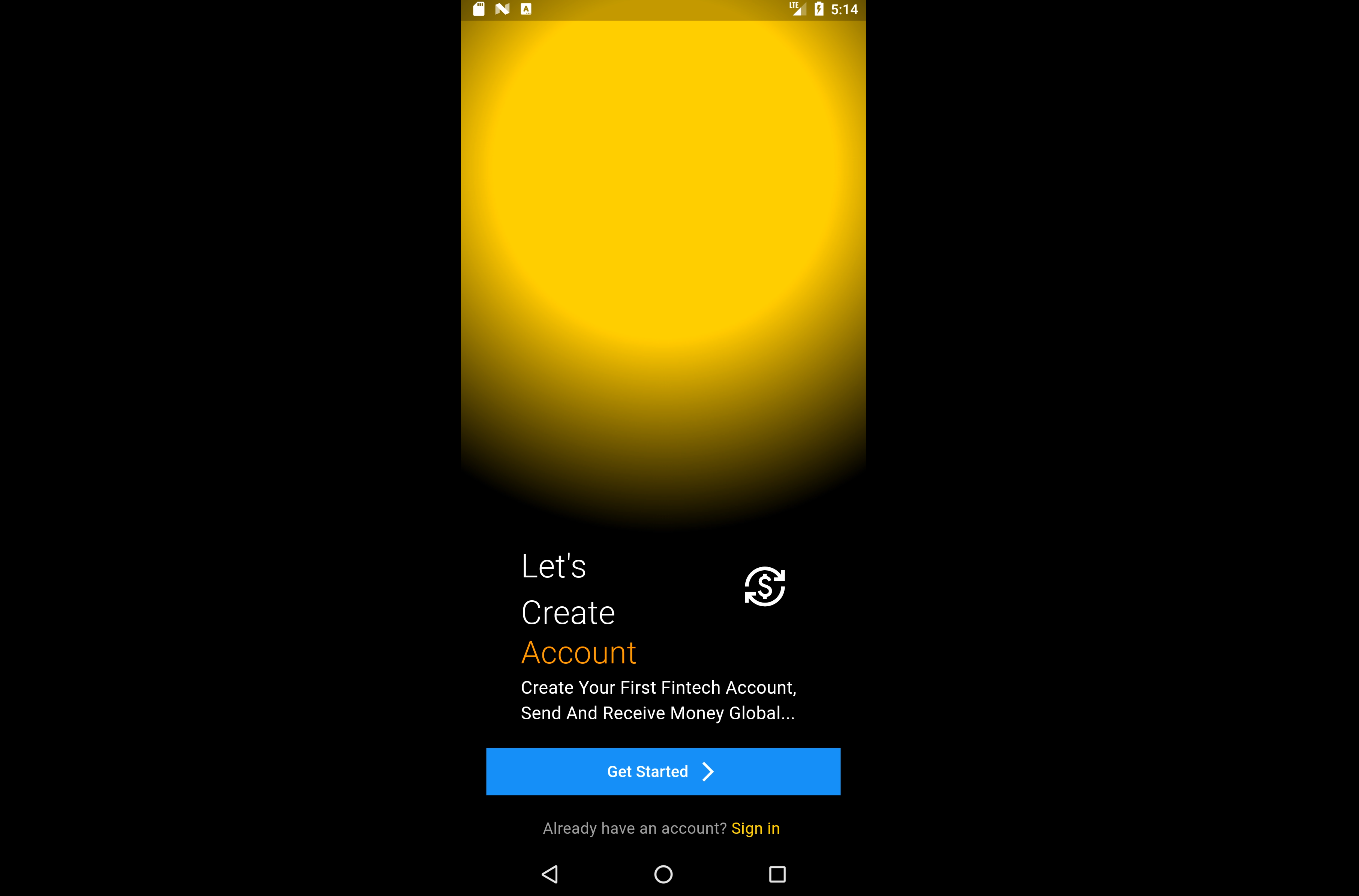 LTE 5:14
Let's
Create
Account
Create Your First Fintech Account,
Send And Receive Money Global...
Get Started
Already have an account? Sign in